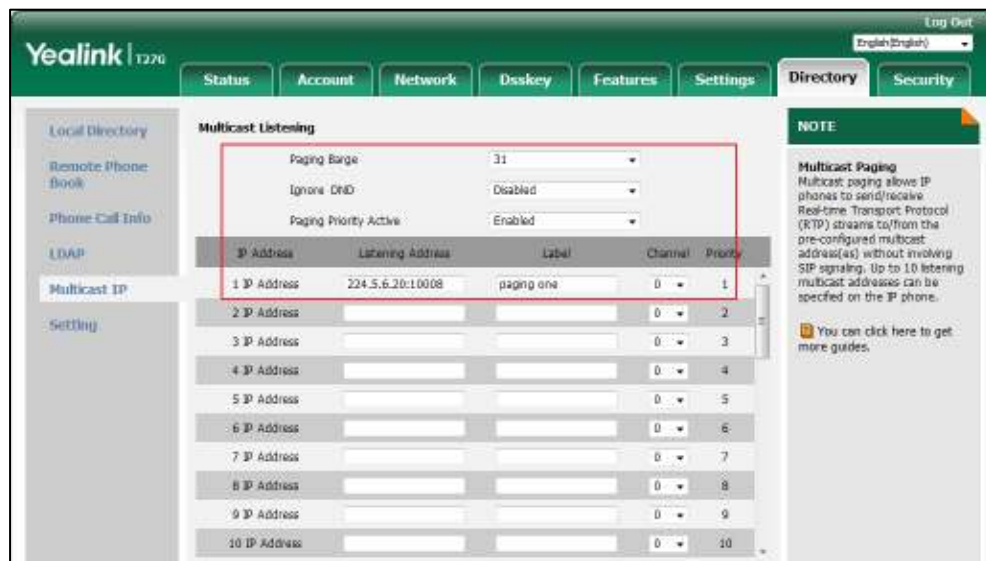 Log Out
Yealink T27G
English(English)
Status Account Network Dsskey Features Settings Directory Security
Local Directory
Remote Phone Book
Phone Call Info
LDAP
Multicast IP
Setting
Multicast Listening
Paging Barge 31
Ignore DND Disabled
Paging Priority Active Enabled
IP Address Listening Address Label Channel Priority
1 IP Address 224.5.6.20:10008 paging one 0 1
2 IP Address 0 2
3 IP Address 0 3
4 IP Address 0 4
5 IP Address 0 5
6 IP Address 0 6
7 IP Address 0 7
8 IP Address 0 8
9 IP Address 0 9
10 IP Address 0 10
NOTE
Multicast Paging
Multicast paging allows IP
phones to send/receive
Real-time Transport Protocol
(RTP) streams to/from the
pre-configured multicast
address(es) without involving
SIP signaling. Up to 10 listening
multicast addresses can be
specified on the IP phone.
You can click here to get
more guides.